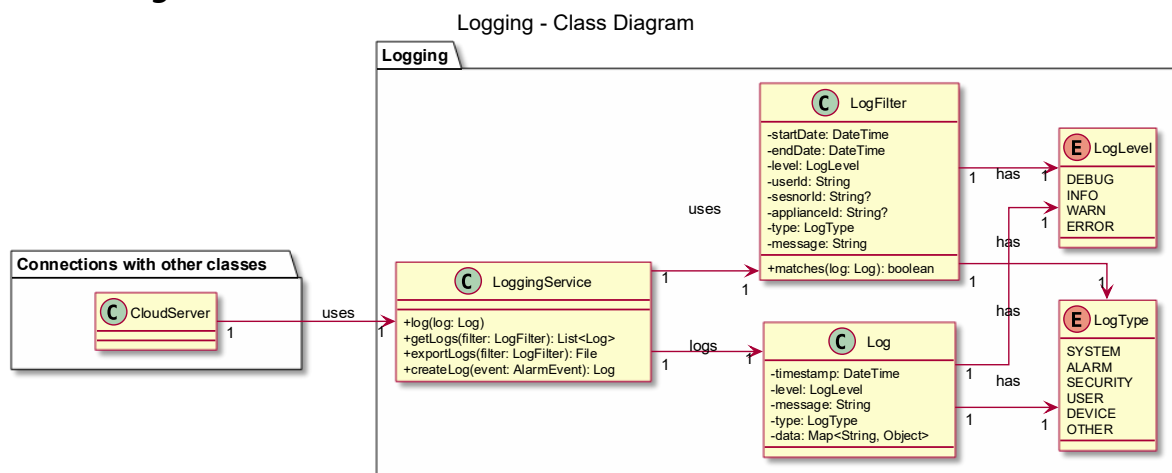 Logging - Class Diagram
Logging
Connections with other classes
C CloudServer
1
uses
1
C LoggingService
+log(log: Log)
+getLogs(filter: LogFilter): List<Log>
+exportLogs(filter: LogFilter): File
+createLog(event: AlarmEvent): Log
1
uses
1
1
logs
1
C LogFilter
-startDate: DateTime
-endDate: DateTime
-level: LogLevel
-userId: String
-sesnorId: String?
-applianceId: String?
-type: LogType
-message: String
+matches(log: Log): boolean
1
has
1
1
has
1
C Log
-timestamp: DateTime
-level: LogLevel
-message: String
-type: LogType
-data: Map<String, Object>
1
has
1
1
has
1
E LogLevel
DEBUG
INFO
WARN
ERROR
E LogType
SYSTEM
ALARM
SECURITY
USER
DEVICE
OTHER